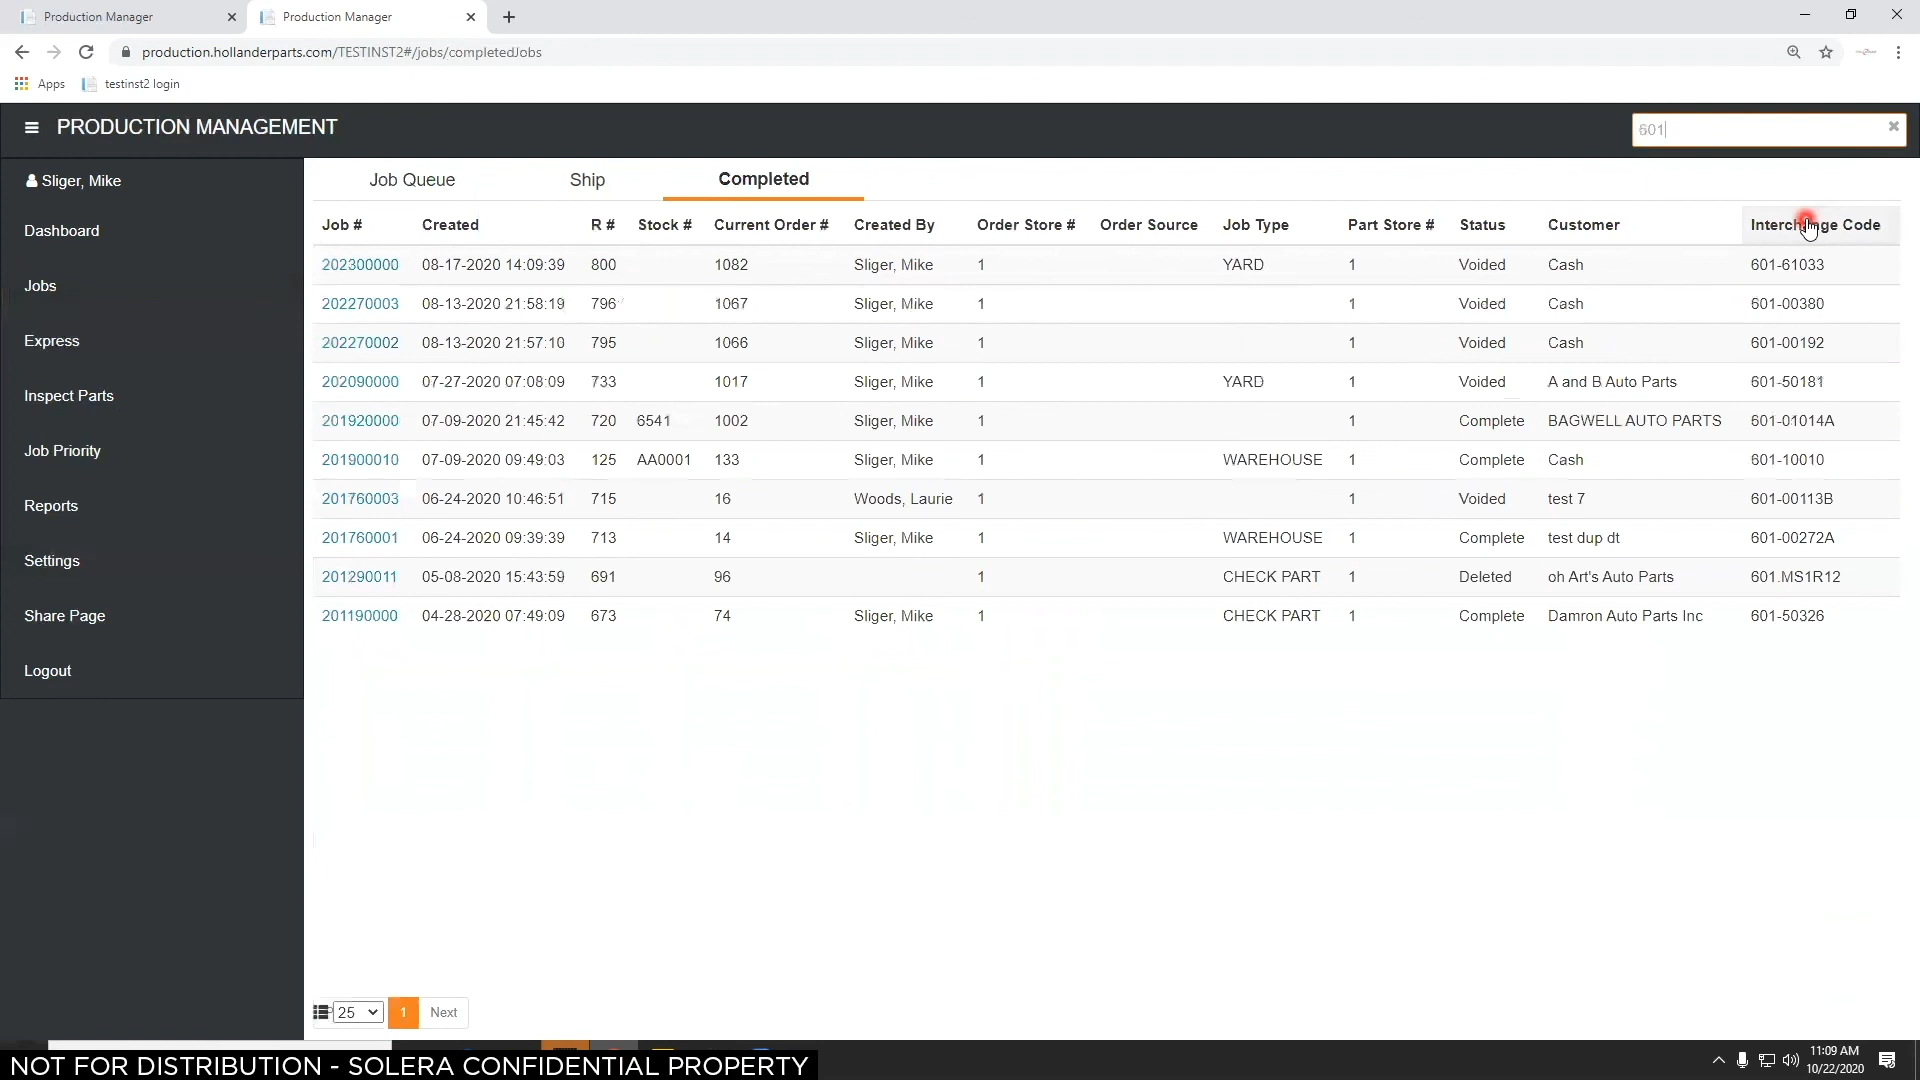 Production Manager
Production Manager
production.hollanderparts.com/TESTINST2#/jobs/completedJobs
Apps
testinst2 login
PRODUCTION MANAGEMENT
601
Sliger, Mike
Dashboard
Jobs
Express
Inspect Parts
Job Priority
Reports
Settings
Share Page
Logout
Job Queue Ship Completed
Job # Created R # Stock # Current Order # Created By Order Store # Order Source Job Type Part Store # Status Customer Interchange Code
202300000 08-17-2020 14:09:39 800 1082 Sliger, Mike 1 YARD 1 Voided Cash 601-61033
202270003 08-13-2020 21:58:19 796 1067 Sliger, Mike 1 1 Voided Cash 601-00380
202270002 08-13-2020 21:57:10 795 1066 Sliger, Mike 1 1 Voided Cash 601-00192
202090000 07-27-2020 07:08:09 733 1017 Sliger, Mike 1 YARD 1 Voided A and B Auto Parts 601-50181
201920000 07-09-2020 21:45:42 720 6541 1002 Sliger, Mike 1 1 Complete BAGWELL AUTO PARTS 601-01014A
201900010 07-09-2020 09:49:03 125 AA0001 133 Sliger, Mike 1 WAREHOUSE 1 Complete Cash 601-10010
201760003 06-24-2020 10:46:51 715 16 Woods, Laurie 1 1 Voided test 7 601-00113B
201760001 06-24-2020 09:39:39 713 14 Sliger, Mike 1 WAREHOUSE 1 Complete test dup dt 601-00272A
201290011 05-08-2020 15:43:59 691 96 1 CHECK PART 1 Deleted oh Art's Auto Parts 601.MS1R12
201190000 04-28-2020 07:49:09 673 74 Sliger, Mike 1 CHECK PART 1 Complete Damron Auto Parts Inc 601-50326
25 1 Next
NOT FOR DISTRIBUTION - SOLERA CONFIDENTIAL PROPERTY
11:09 AM
10/22/2020